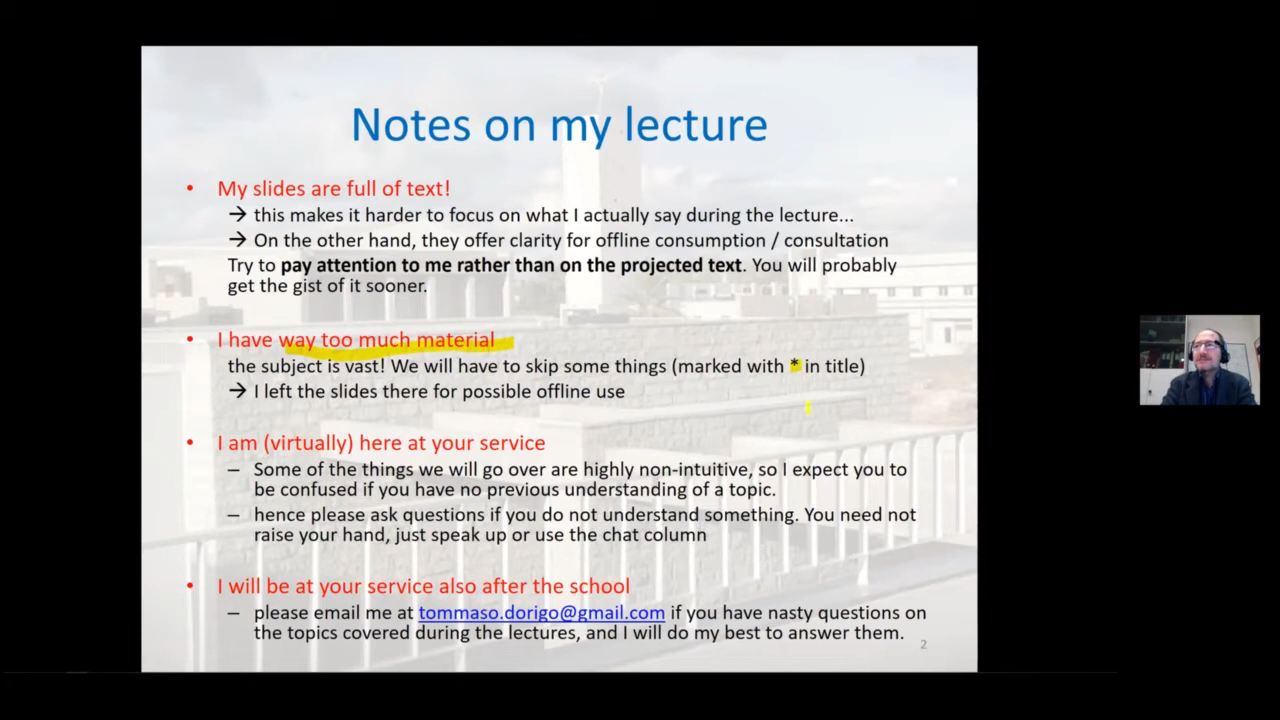 Notes on my lecture
• My slides are full of text!
→ this makes it harder to focus on what I actually say during the lecture...
→ On the other hand, they offer clarity for offline consumption / consultation
Try to pay attention to me rather than on the projected text. You will probably
get the gist of it sooner.
• I have way too much material
the subject is vast! We will have to skip some things (marked with * in title)
→ I left the slides there for possible offline use
• I am (virtually) here at your service
– Some of the things we will go over are highly non-intuitive, so I expect you to
be confused if you have no previous understanding of a topic.
– hence please ask questions if you do not understand something. You need not
raise your hand, just speak up or use the chat column
• I will be at your service also after the school
– please email me at tommaso.dorigo@gmail.com if you have nasty questions on
the topics covered during the lectures, and I will do my best to answer them.
2